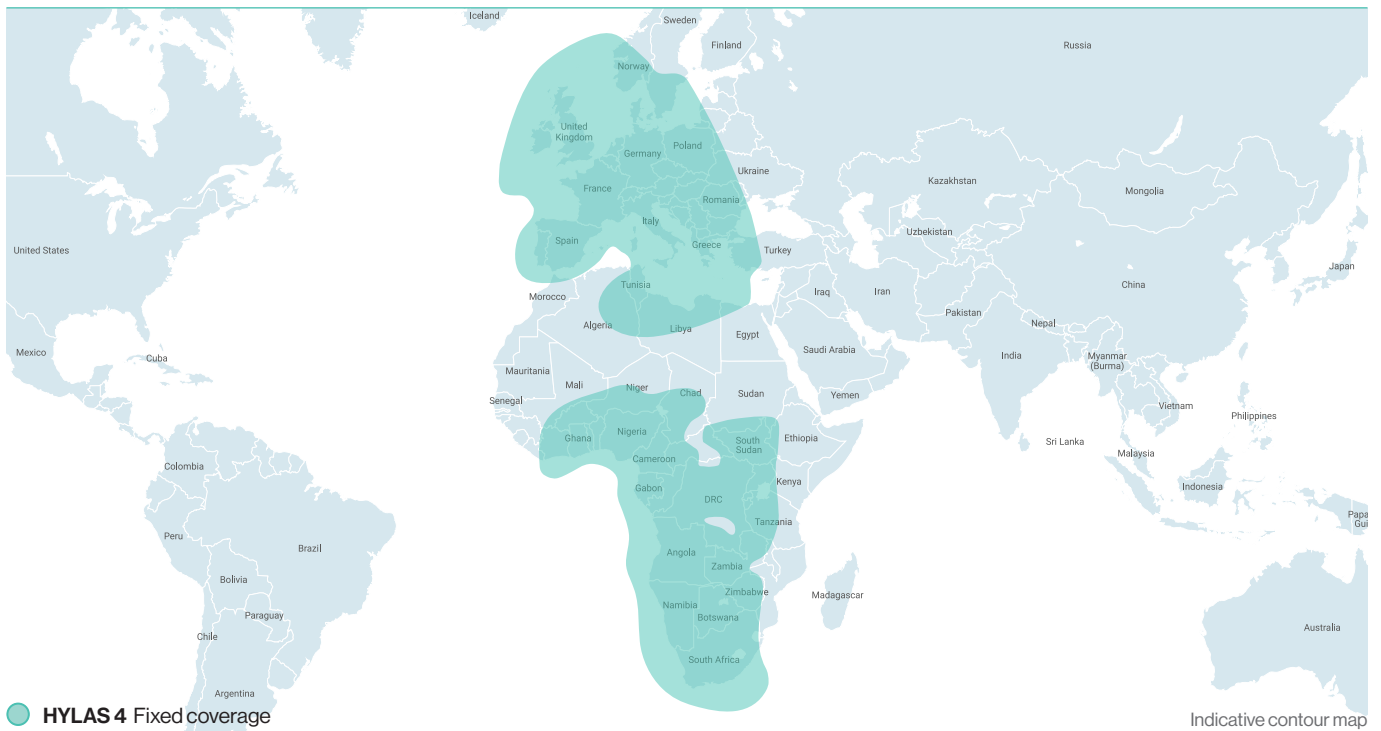 Iceland
Sweden
Finland
Russia
Norway
United
Kingdom
Poland
Germany
Ukraine
Kazakhstan
France
Mongolia
Romania
Italy
Uzbekistan
United States
Spain
Greece
Turkey
Japan
Tunisia
China
Morocco
Iraq
Iran
Pakistan
Algeria
Libya
Egypt
Nepal
Mexico
Cuba
Saudi Arabia
India
Myanmar
(Burma)
Mauritania
Mali
Niger
Chad
Sudan
Yemen
Senegal
Vietnam
Philippines
Ghana
Nigeria
South
Sudan
Ethiopia
Sri Lanka
Malaysia
Colombia
Cameroon
Kenya
Gabon
Indonesia
DRC
Papa
Gui
Tanzania
Peru
Brazil
Angola
Zambia
Bolivia
Zimbabwe
Madagascar
Namibia
Botswana
Paraguay
Australia
Chile
South Africa
Argentina
HYLAS 4 Fixed coverage
Indicative contour map